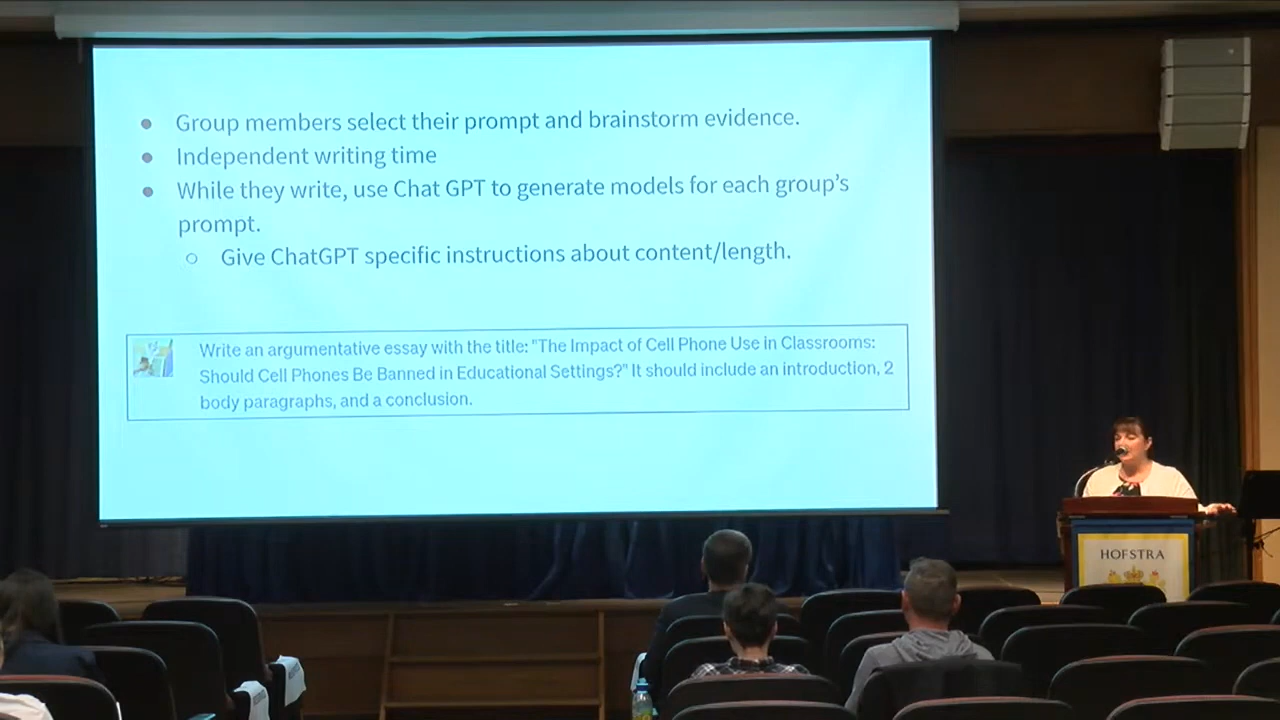 Group members select their prompt and brainstorm evidence.
Independent writing time
While they write, use Chat GPT to generate models for each group's
prompt.
Give ChatGPT specific instructions about content/length.
Write an argumentative essay with the title: "The Impact of Cell Phone Use in Classrooms:
Should Cell Phones Be Banned in Educational Settings?" It should include an introduction, 2
body paragraphs, and a conclusion.
HOFSTRA